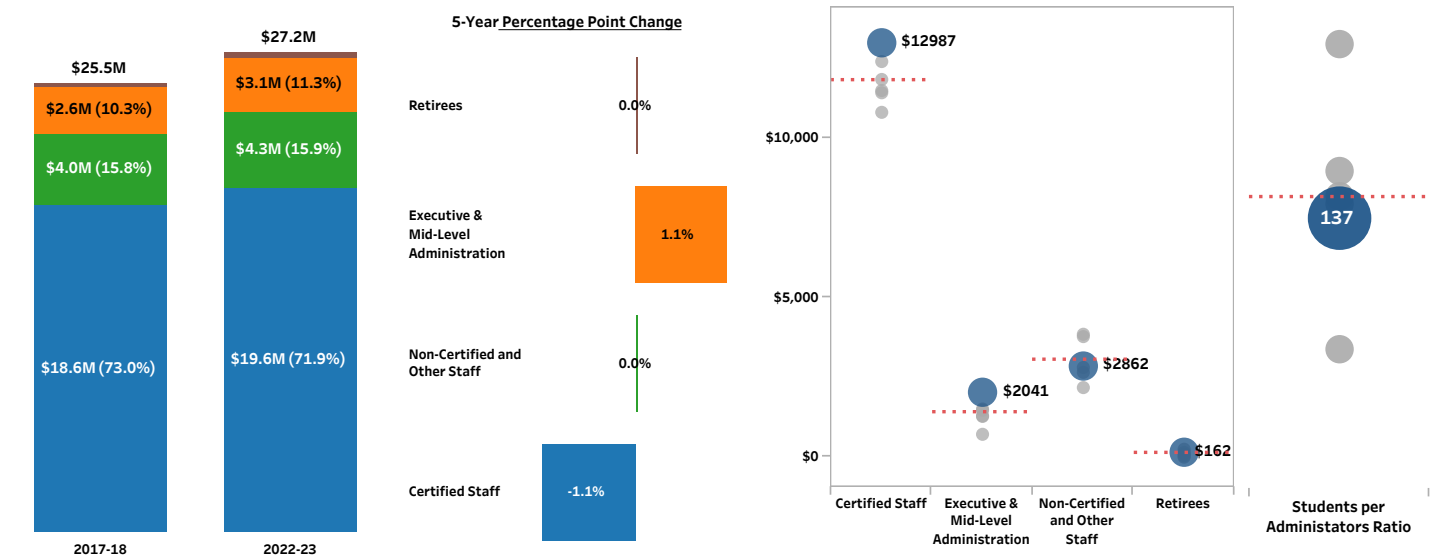 $25.5M
$2.6M (10.3%)
$4.0M (15.8%)
$18.6M (73.0%)
2017-18
$27.2M
$3.1M (11.3%)
$4.3M (15.9%)
$19.6M (71.9%)
2022-23
5-Year Percentage Point Change
Retirees
0.0%
Executive &
Mid-Level
Administration
1.1%
Non-Certified and
Other Staff
0.0%
Certified Staff
-1.1%
$10,000
$5,000
$0
$12987
$2041
$2862
$162
Certified Staff
Executive &
Mid-Level
Administration
Non-Certified
and Other
Staff
Retirees
137
Students per
Administators Ratio